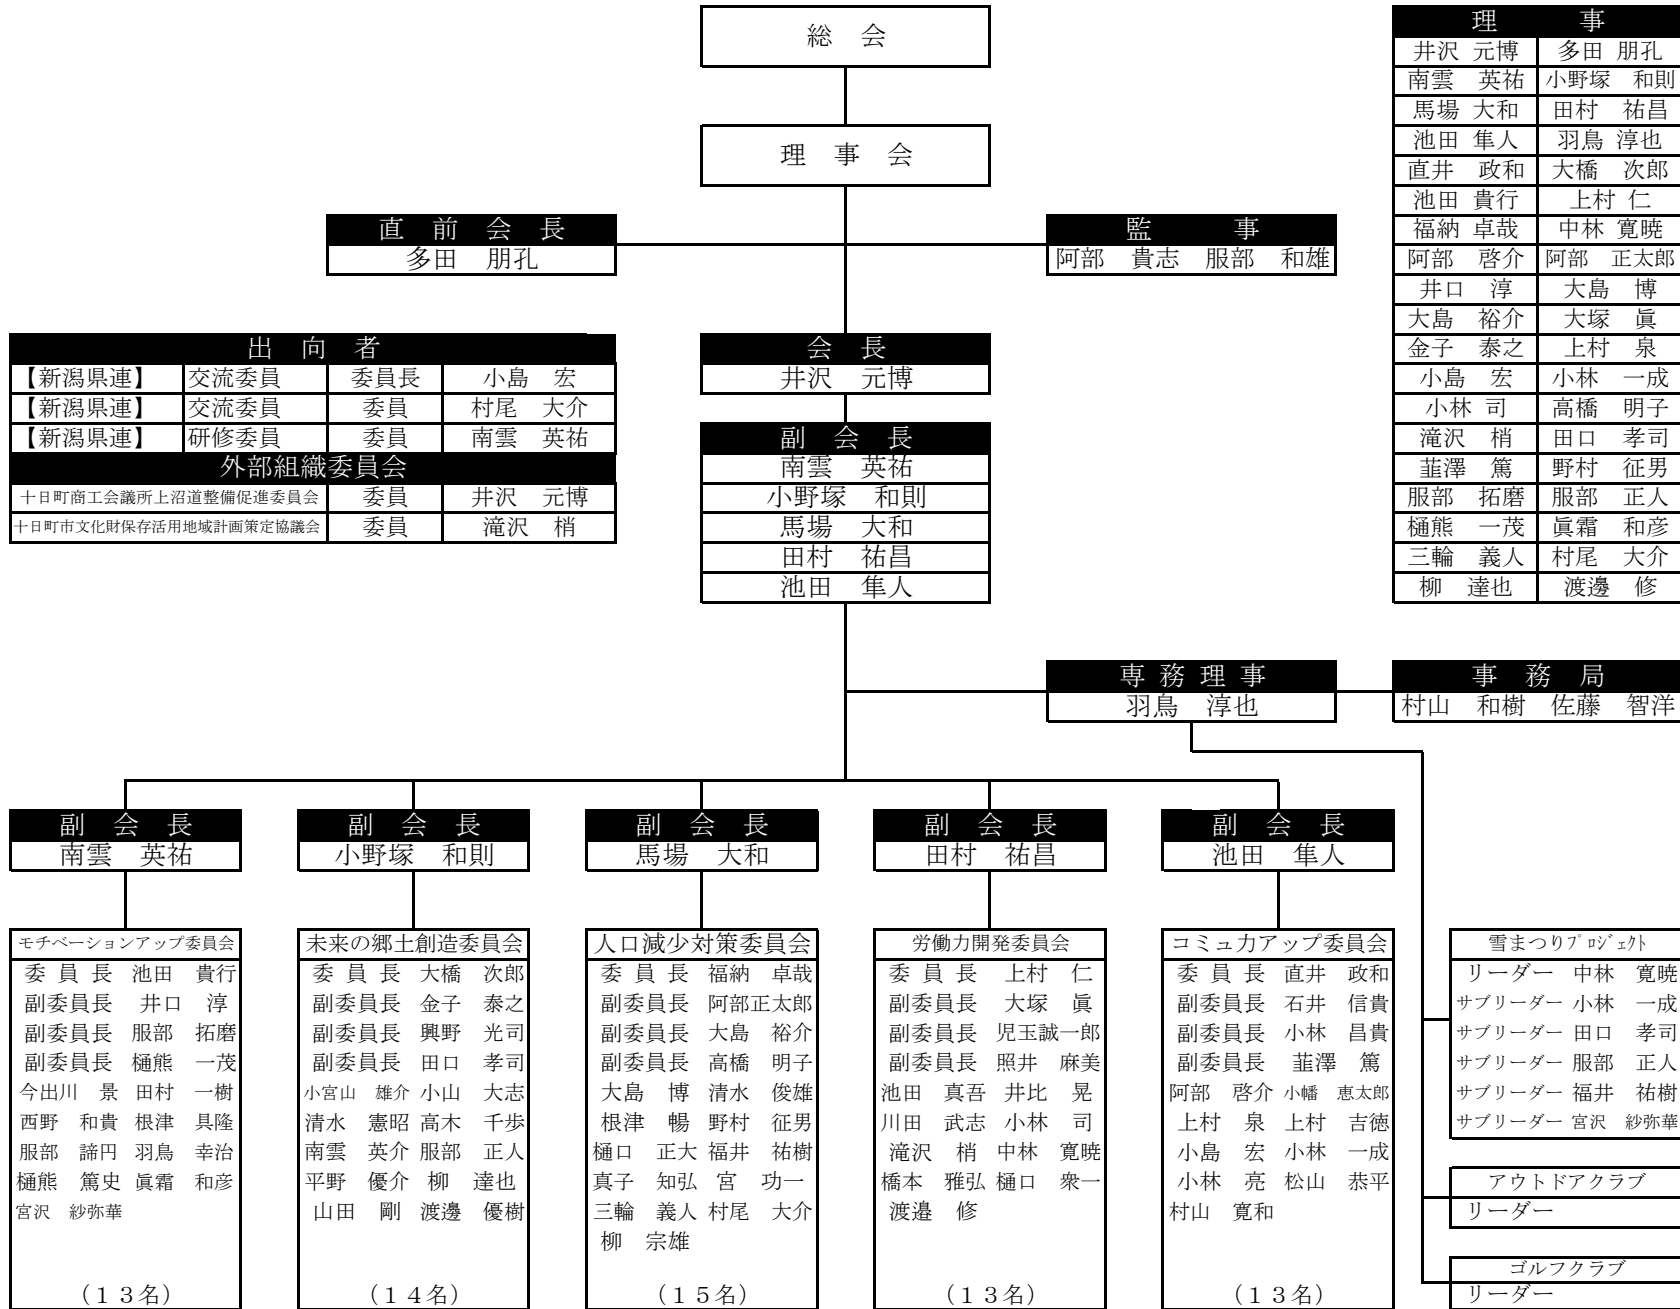 総　会
理　事　会
直　前　会　長
多田　朋孔
監　　　事
阿部　貴志　服部　和雄
理　　　事
井沢 元博　多田 朋孔
南雲　英祐　小野塚　和則
馬場 大和　田村　祐昌
池田 隼人　羽鳥 淳也
直井　政和　大橋　次郎
池田 貴行　上村 仁
福納 卓哉　中林 寛暁
阿部　啓介　阿部　正太郎
井口　淳　大島　博
大島　裕介　大塚　眞
金子　泰之　上村　泉
小島　宏　小林　一成
小林 司　高橋　明子
滝沢　梢　田口　孝司
韮澤　篤　野村　征男
服部　拓磨　服部　正人
樋熊　一茂　眞霜　和彦
三輪　義人　村尾　大介
柳　達也　渡邊　修
出　向　者
【新潟県連】　交流委員　委員長　小島　宏
【新潟県連】　交流委員　委員　村尾　大介
【新潟県連】　研修委員　委員　南雲　英祐
外部組織委員会
十日町商工会議所上沼道整備促進委員会　委員　井沢　元博
十日町市文化財保存活用地域計画策定協議会　委員　滝沢　梢
会　長
井沢　元博
副　会　長
南雲　英祐
小野塚　和則
馬場　大和
田村　祐昌
池田　隼人
専 務 理 事
羽鳥　淳也
事　務　局
村山　和樹　佐藤　智洋
副　会　長
南雲　英祐
モチベーションアップ委員会
委 員 長　池田　貴行
副委員長　井口　淳
副委員長　服部　拓磨
副委員長　樋熊　一茂
今出川　景　田村　一樹
西野　和貴　根津　具隆
服部　諦円　羽鳥　幸治
樋熊　篤史　眞霜　和彦
宮沢　紗弥華
（１３名）
副　会　長
小野塚　和則
未来の郷土創造委員会
委 員 長　大橋　次郎
副委員長　金子　泰之
副委員長　興野　光司
副委員長　田口　孝司
小宮山　雄介　小山　大志
清水　憲昭　高木　千歩
南雲　英介　服部　正人
平野　優介　柳　達也
山田　剛　渡邊　優樹
（１４名）
副　会　長
馬場　大和
人口減少対策委員会
委 員 長　福納　卓哉
副委員長　阿部正太郎
副委員長　大島　裕介
副委員長　高橋　明子
大島　博　清水　俊雄
根津　暢　野村　征男
樋口　正大　福井　祐樹
真子　知弘　宮　功一
三輪　義人　村尾　大介
柳　宗雄
（１５名）
副　会　長
田村　祐昌
労働力開発委員会
委 員 長　上村　仁
副委員長　大塚　眞
副委員長　児玉誠一郎
副委員長　照井　麻美
池田　真吾　井比　晃
川田　武志　小林　司
滝沢　梢　中林　寛暁
橋本　雅弘　樋口　衆一
渡邉　修
（１３名）
副　会　長
池田　隼人
コミュ力アップ委員会
委 員 長　直井　政和
副委員長　石井　信貴
副委員長　小林　昌貴
副委員長　韮澤　篤
阿部　啓介　小幡　恵太郎
上村　泉　上村　吉徳
小島　宏　小林　一成
小林　亮　松山　恭平
村山　寛和
（１３名）
雪まつりﾌﾟﾛｼﾞｪｸﾄ
リーダー　中林　寛暁
サブリーダー　小林　一成
サブリーダー　田口　孝司
サブリーダー　服部　正人
サブリーダー　福井　祐樹
サブリーダー　宮沢　紗弥華
アウトドアクラブ
リーダー
ゴルフクラブ
リーダー